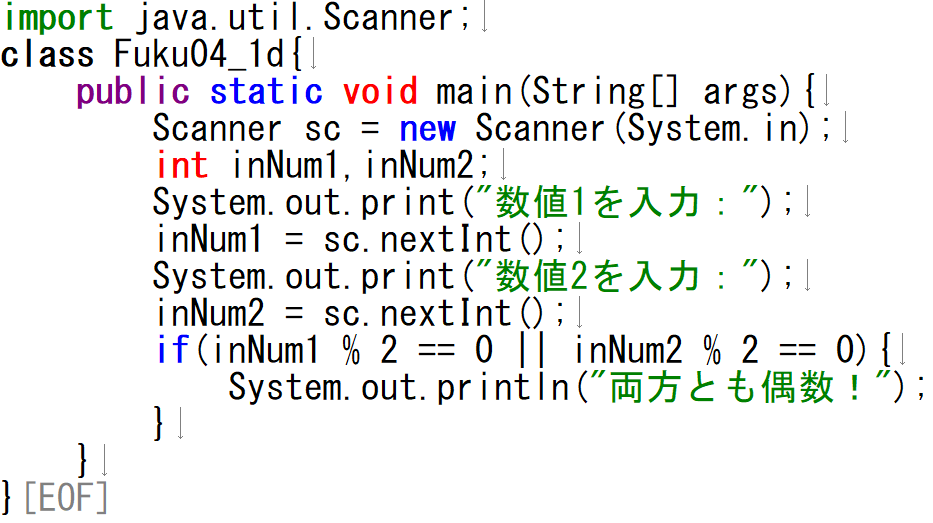 import java.util.Scanner;↓
class Fuku04_1d{↓
    public static void main(String[] args){↓
        Scanner sc = new Scanner(System.in);↓
        int inNum1,inNum2;↓
        System.out.print("数値1を入力：");↓
        inNum1 = sc.nextInt();↓
        System.out.print("数値2を入力：");↓
        inNum2 = sc.nextInt();↓
        if(inNum1 % 2 == 0 || inNum2 % 2 == 0){↓
            System.out.println("両方とも偶数！");
        }↓
    }↓
}[EOF]